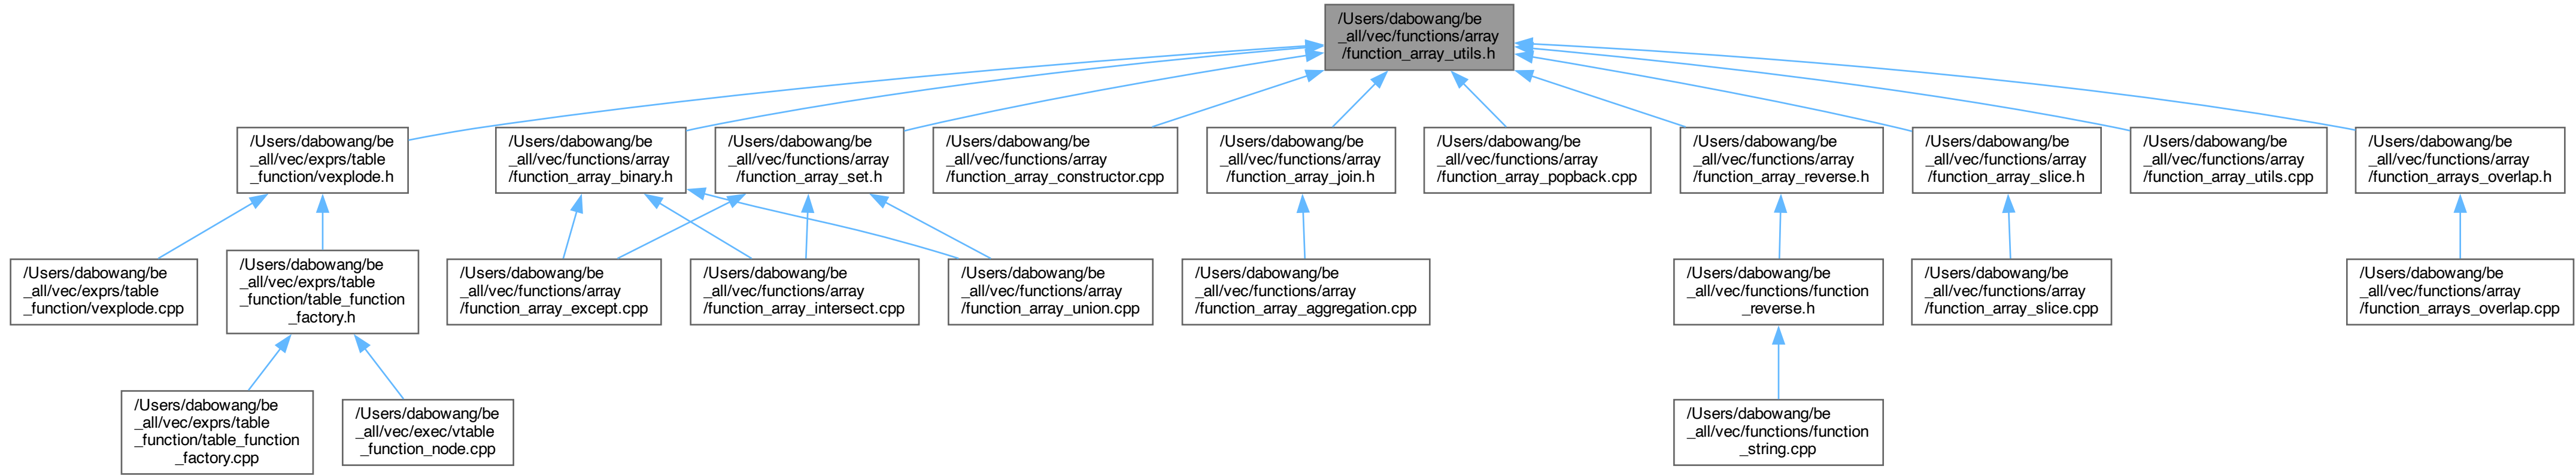 /Users/dabowang/be
_all/vec/functions/array
/function_array_utils.h
/Users/dabowang/be
_all/vec/exprs/table
_function/vexplode.h
/Users/dabowang/be
_all/vec/functions/array
/function_array_binary.h
/Users/dabowang/be
_all/vec/functions/array
/function_array_set.h
/Users/dabowang/be
_all/vec/functions/array
/function_array_constructor.cpp
/Users/dabowang/be
_all/vec/functions/array
/function_array_join.h
/Users/dabowang/be
_all/vec/functions/array
/function_array_popback.cpp
/Users/dabowang/be
_all/vec/functions/array
/function_array_reverse.h
/Users/dabowang/be
_all/vec/functions/array
/function_array_slice.h
/Users/dabowang/be
_all/vec/functions/array
/function_array_utils.cpp
/Users/dabowang/be
_all/vec/functions/array
/function_arrays_overlap.h
/Users/dabowang/be
_all/vec/exprs/table
_function/vexplode.cpp
/Users/dabowang/be
_all/vec/exprs/table
_function/table_function
_factory.h
/Users/dabowang/be
_all/vec/functions/array
/function_array_except.cpp
/Users/dabowang/be
_all/vec/functions/array
/function_array_intersect.cpp
/Users/dabowang/be
_all/vec/functions/array
/function_array_union.cpp
/Users/dabowang/be
_all/vec/functions/array
/function_array_aggregation.cpp
/Users/dabowang/be
_all/vec/functions/function
_reverse.h
/Users/dabowang/be
_all/vec/functions/array
/function_array_slice.cpp
/Users/dabowang/be
_all/vec/functions/array
/function_arrays_overlap.cpp
/Users/dabowang/be
_all/vec/exprs/table
_function/table_function
_factory.cpp
/Users/dabowang/be
_all/vec/exec/vtable
_function_node.cpp
/Users/dabowang/be
_all/vec/functions/function
_string.cpp